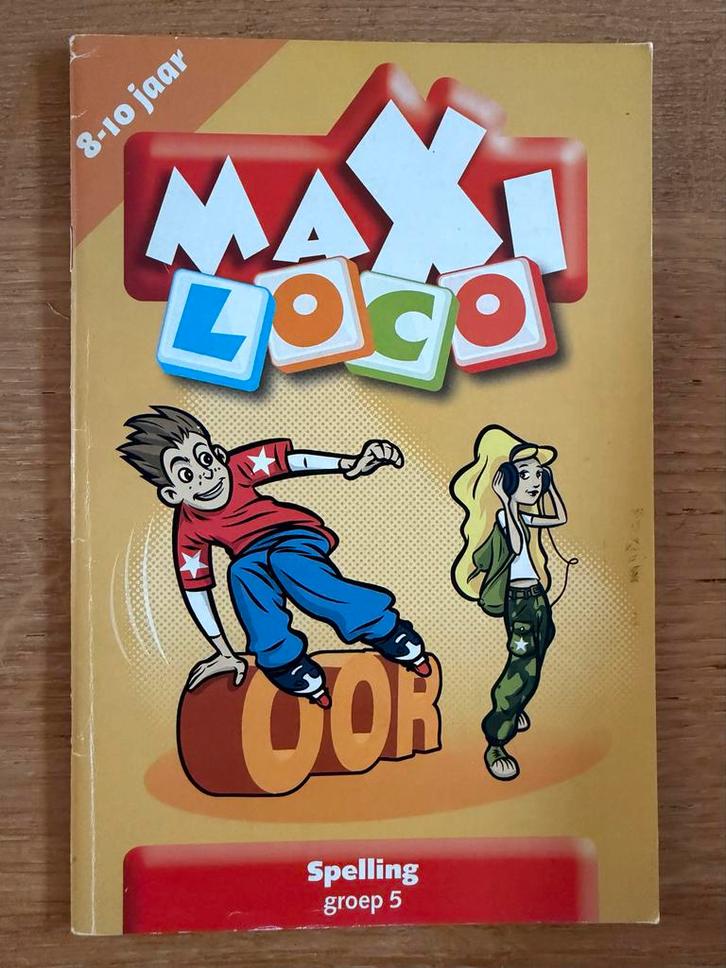 8-10 jaar
MAXI
LOCO
OOR
Spelling
groep 5